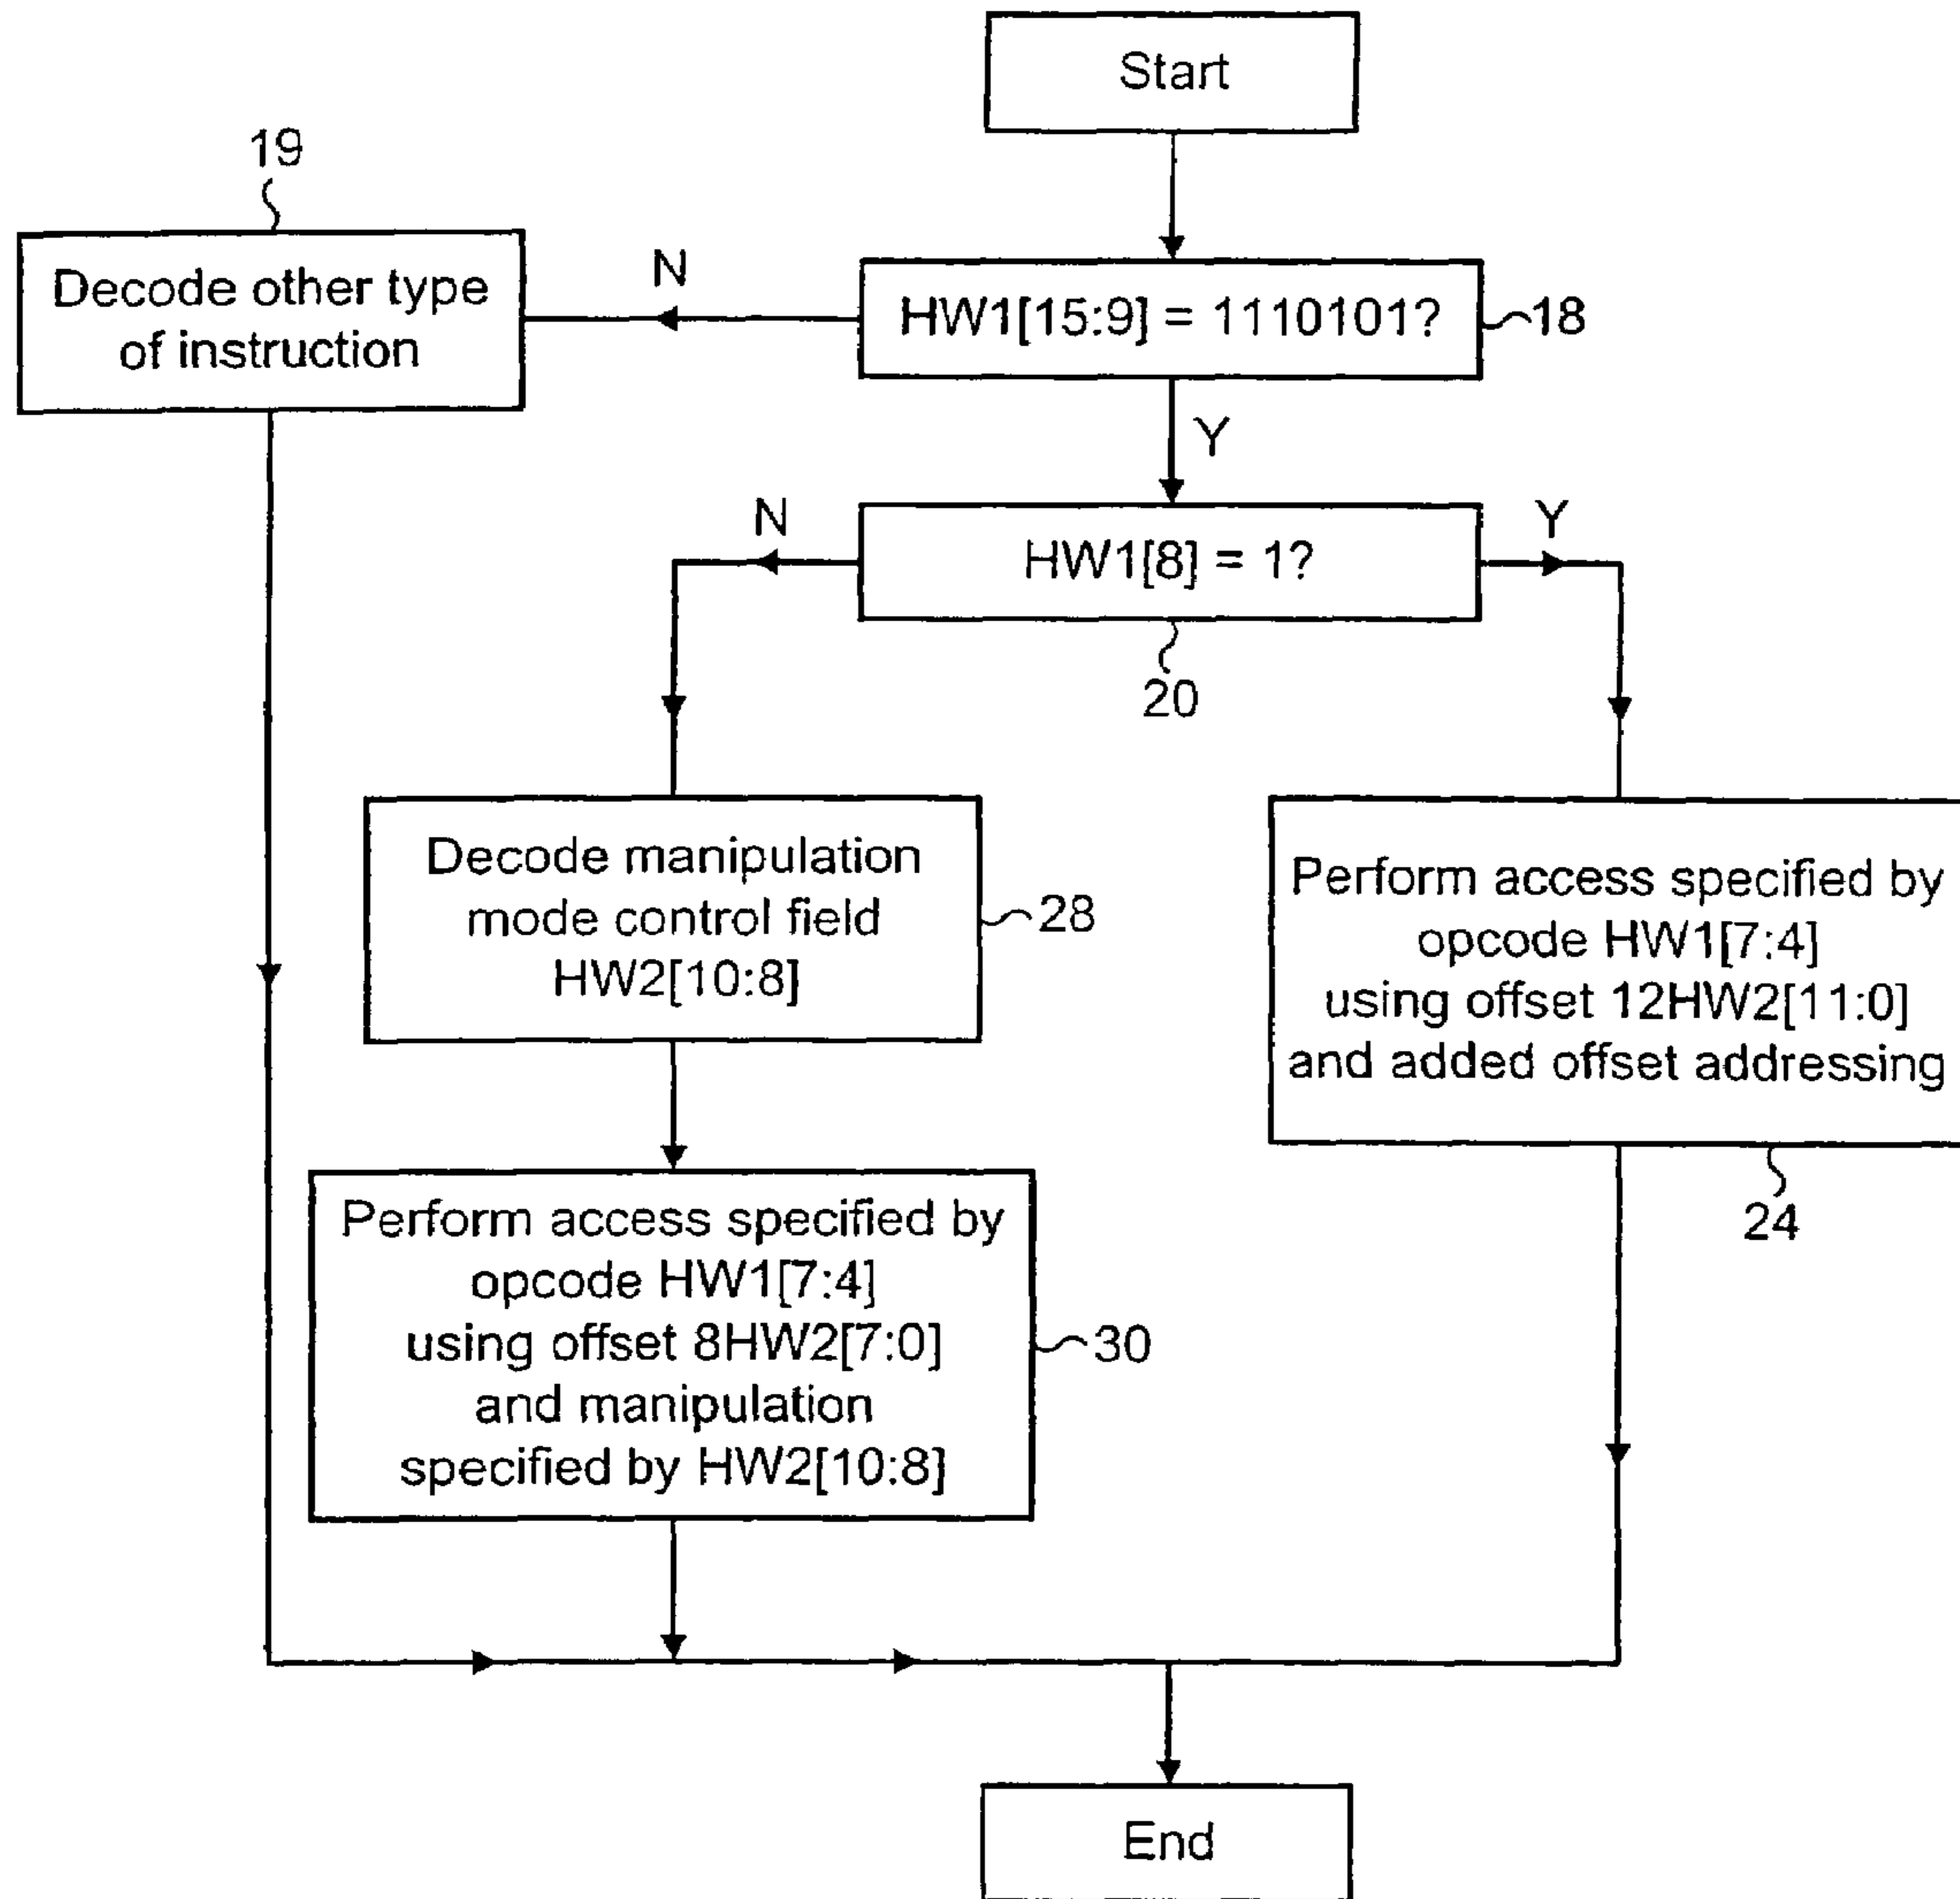 Start
19
Decode other type
of instruction
N
HW1[15:9] = 1110101?
18
Y
N
HW1[8] = 1?
Y
20
Decode manipulation
mode control field
HW2[10:8]
28
Perform access specified by
opcode HW1[7:4]
using offset 12HW2[11:0]
and added offset addressing
24
Perform access specified by
opcode HW1[7:4]
using offset 8HW2[7:0]
and manipulation
specified by HW2[10:8]
30
End